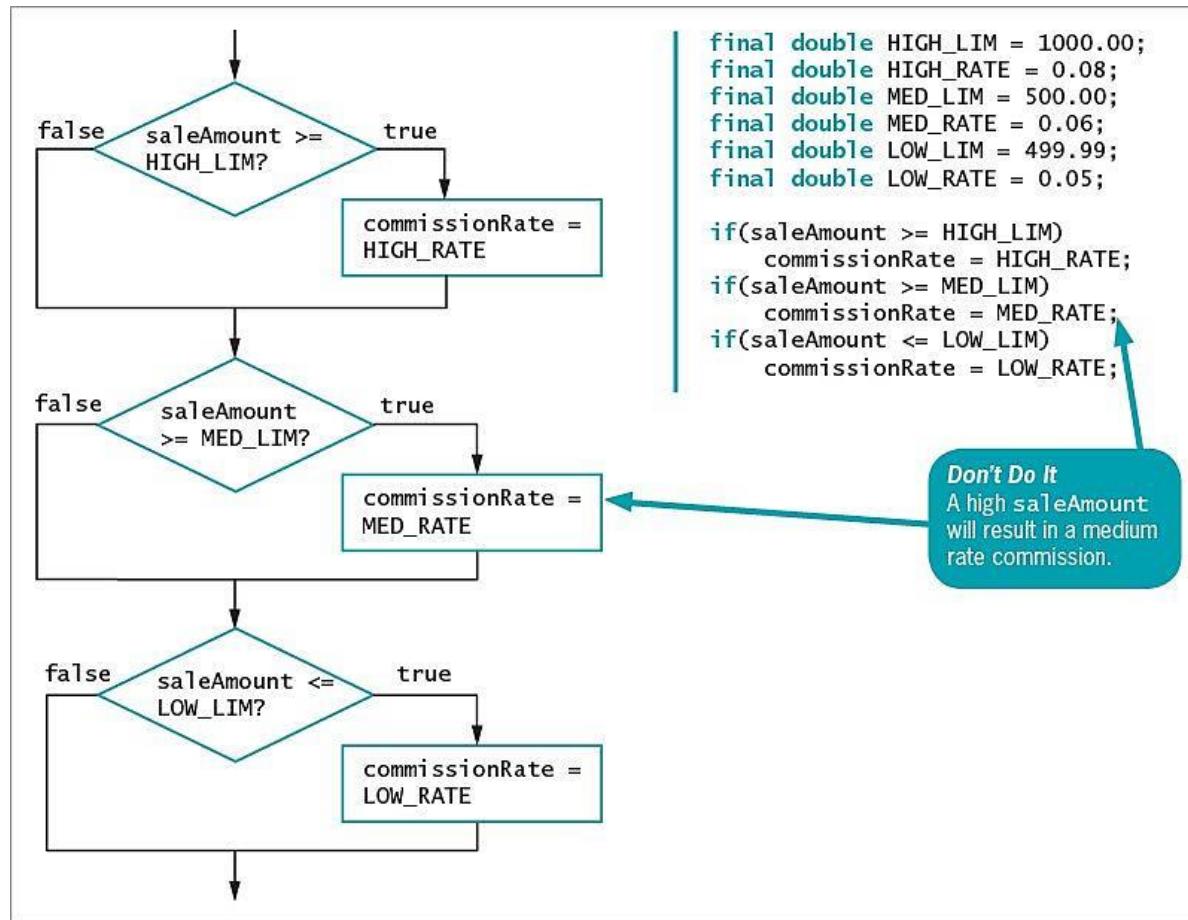 false
saleAmount >=
HIGH_LIM?
true
commissionRate =
HIGH_RATE
false
saleAmount
>= MED_LIM?
true
commissionRate =
MED_RATE
false
saleAmount <=
LOW_LIM?
true
commissionRate =
LOW_RATE
final double HIGH_LIM = 1000.00;
final double HIGH_RATE = 0.08;
final double MED_LIM = 500.00;
final double MED_RATE = 0.06;
final double LOW_LIM = 499.99;
final double LOW_RATE = 0.05;
if(saleAmount >= HIGH_LIM)
    commissionRate = HIGH_RATE;
if(saleAmount >= MED_LIM)
    commissionRate = MED_RATE;
if(saleAmount <= LOW_LIM)
    commissionRate = LOW_RATE;
Don't Do It
A high saleAmount
will result in a medium
rate commission.